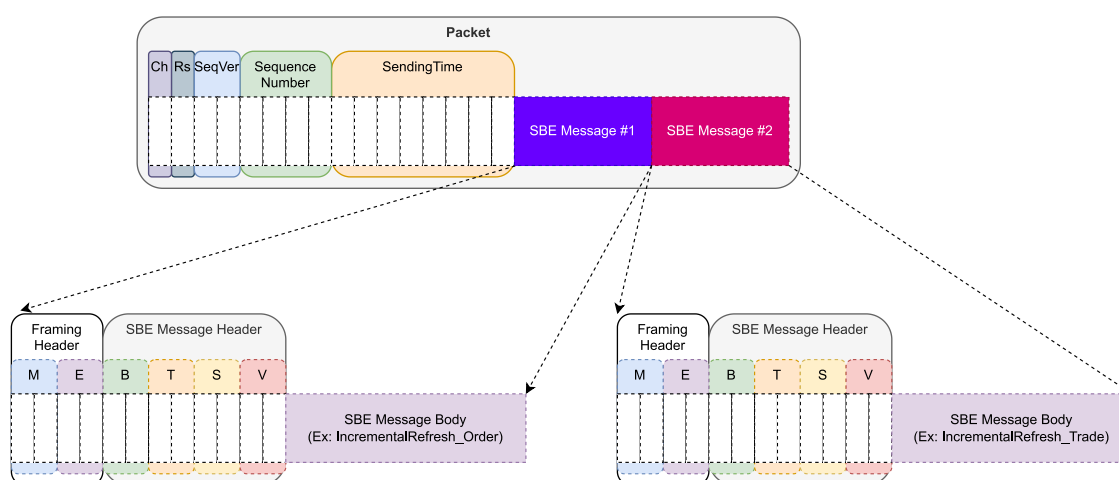 Packet
Ch Rs SeqVer Sequence SendingTime
Number
SBE Message #1 SBE Message #2
Framing SBE Message Header Framing SBE Message Header
Header Header
M E B T S V M E B T S V
SBE Message Body SBE Message Body
(Ex: IncrementalRefresh_Order) (Ex: IncrementalRefresh_Trade)